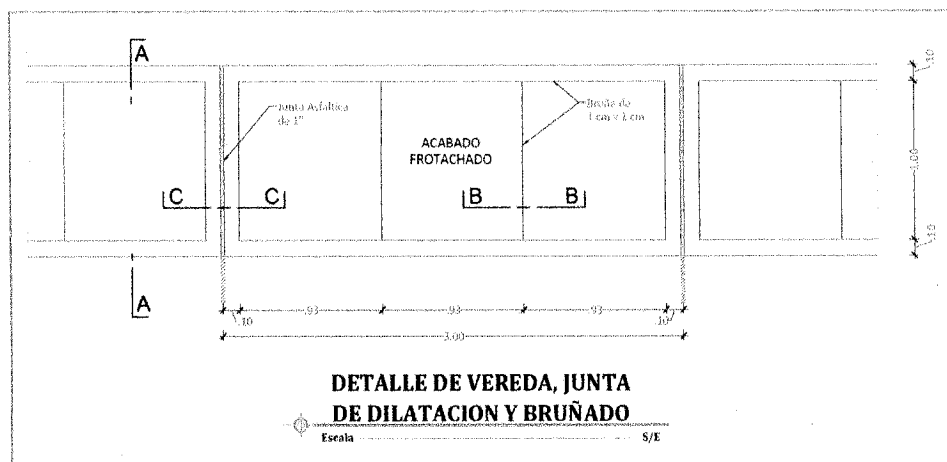 A
Junta Asfaltica
de 1"
Bruña de
1 cm x 1 cm
ACABADO
FROTACHADO
C
C
B
B
A
.10
1.00
.10
.10
.93
.93
.93
.10
3.00
DETALLE DE VEREDA, JUNTA
DE DILATACION Y BRUÑADO
Escala
S/E